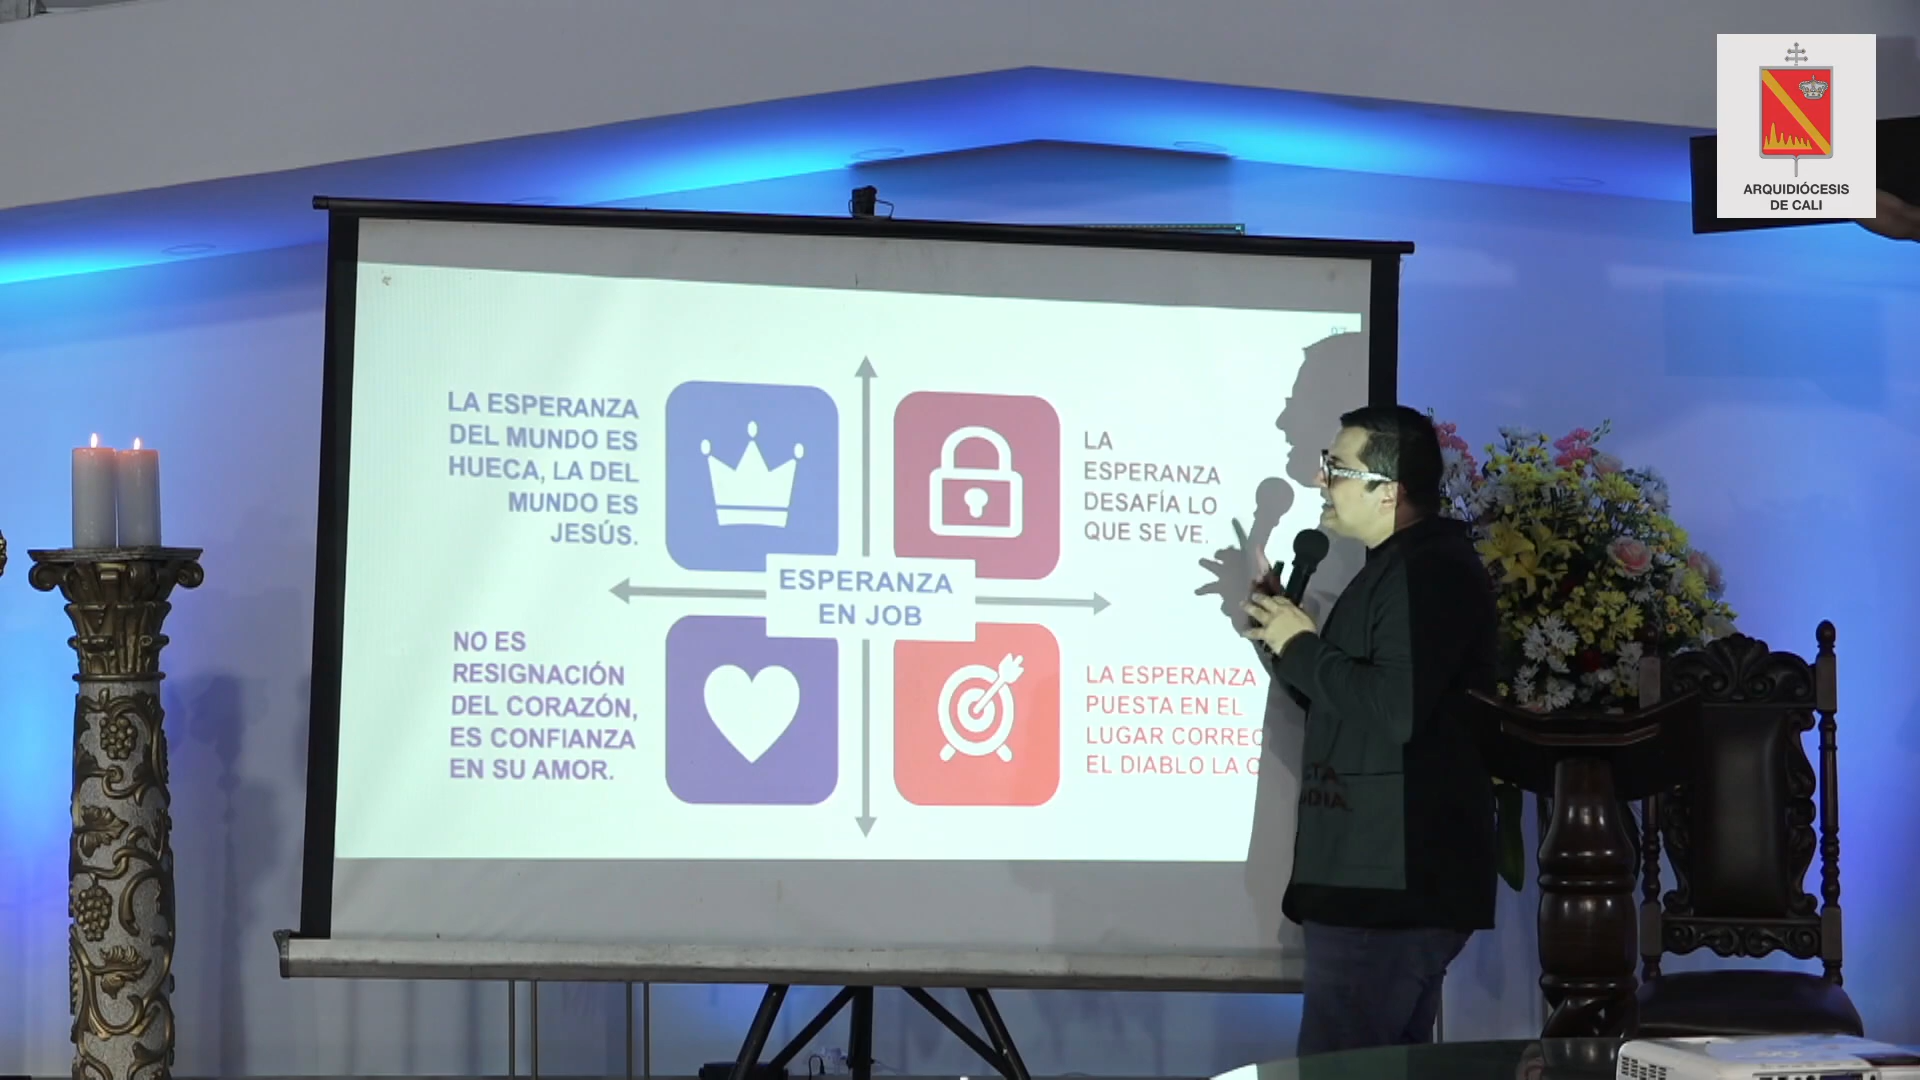 ARQUIDIÓCESIS
DE CALI
LA ESPERANZA
DEL MUNDO ES
HUECA, LA DEL
MUNDO ES
JESÚS.
LA
ESPERANZA
DESAFÍA LO
QUE SE VE.
ESPERANZA
EN JOB
NO ES
RESIGNACIÓN
DEL CORAZÓN,
ES CONFIANZA
EN SU AMOR.
LA ESPERANZA
PUESTA EN EL
LUGAR
EL DIABLO LA